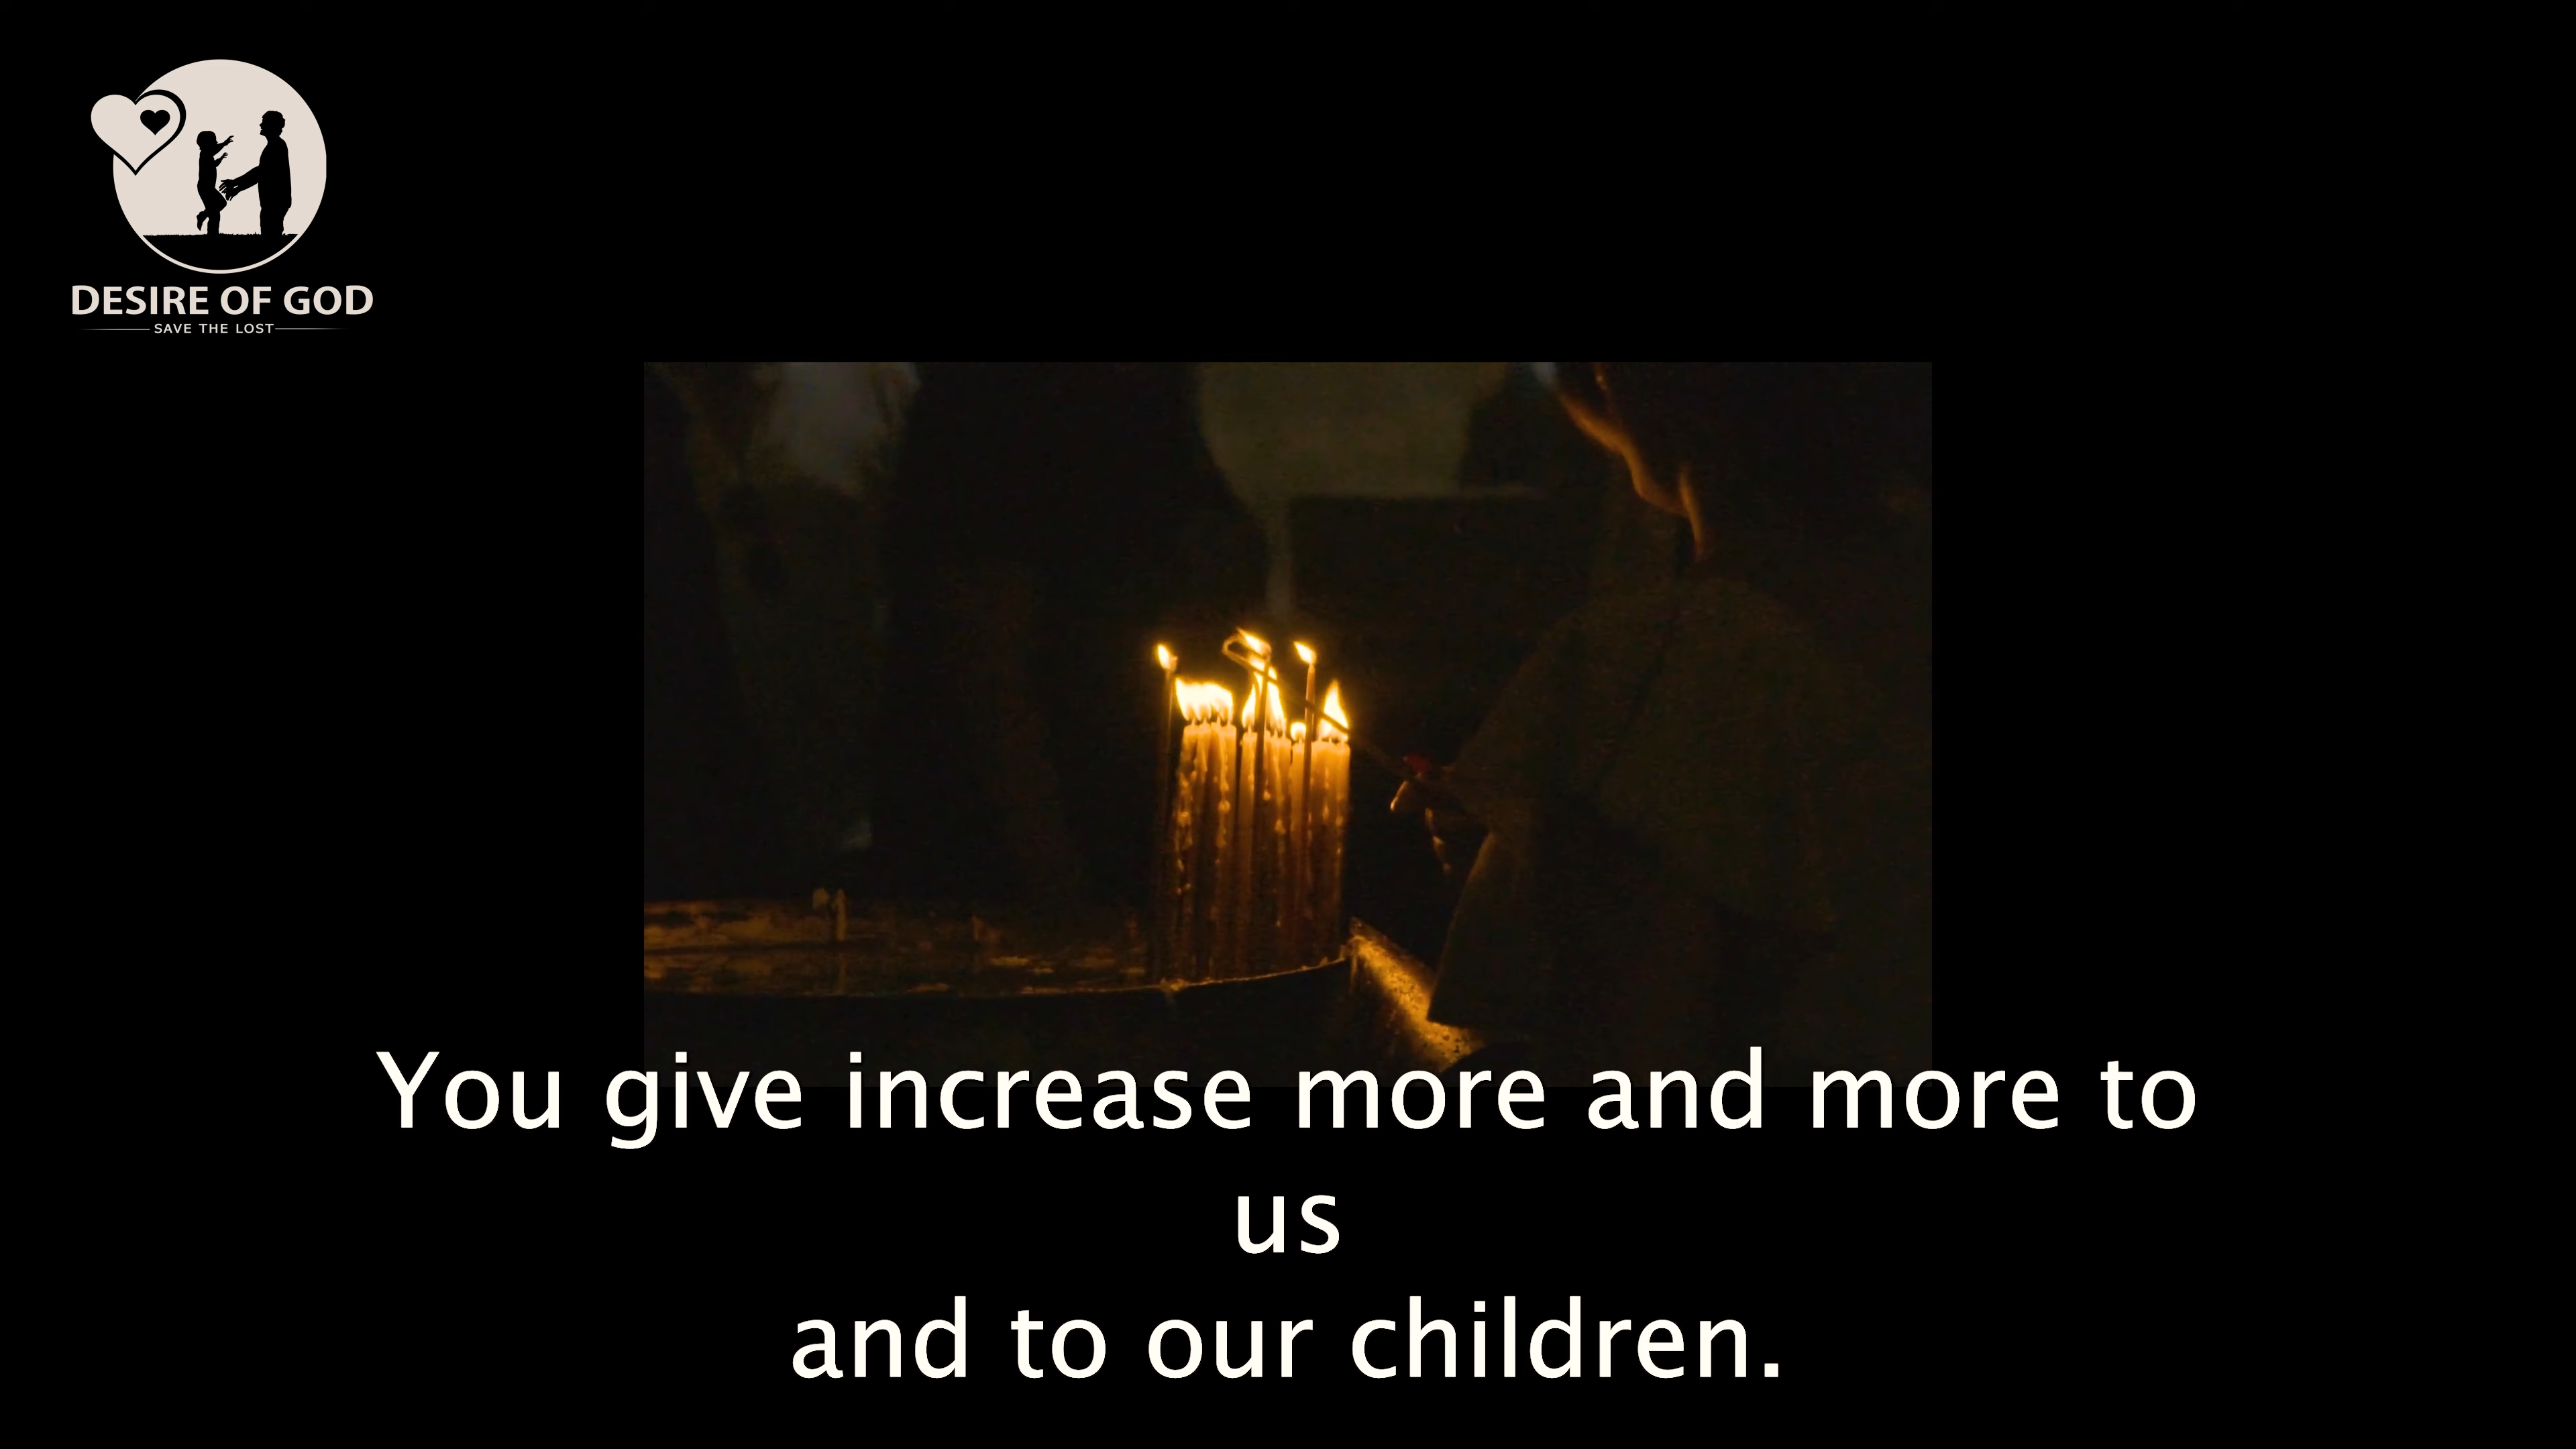 DESIRE OF GOD
SAVE THE LOST
You give increase more and more to
us
and to our children.